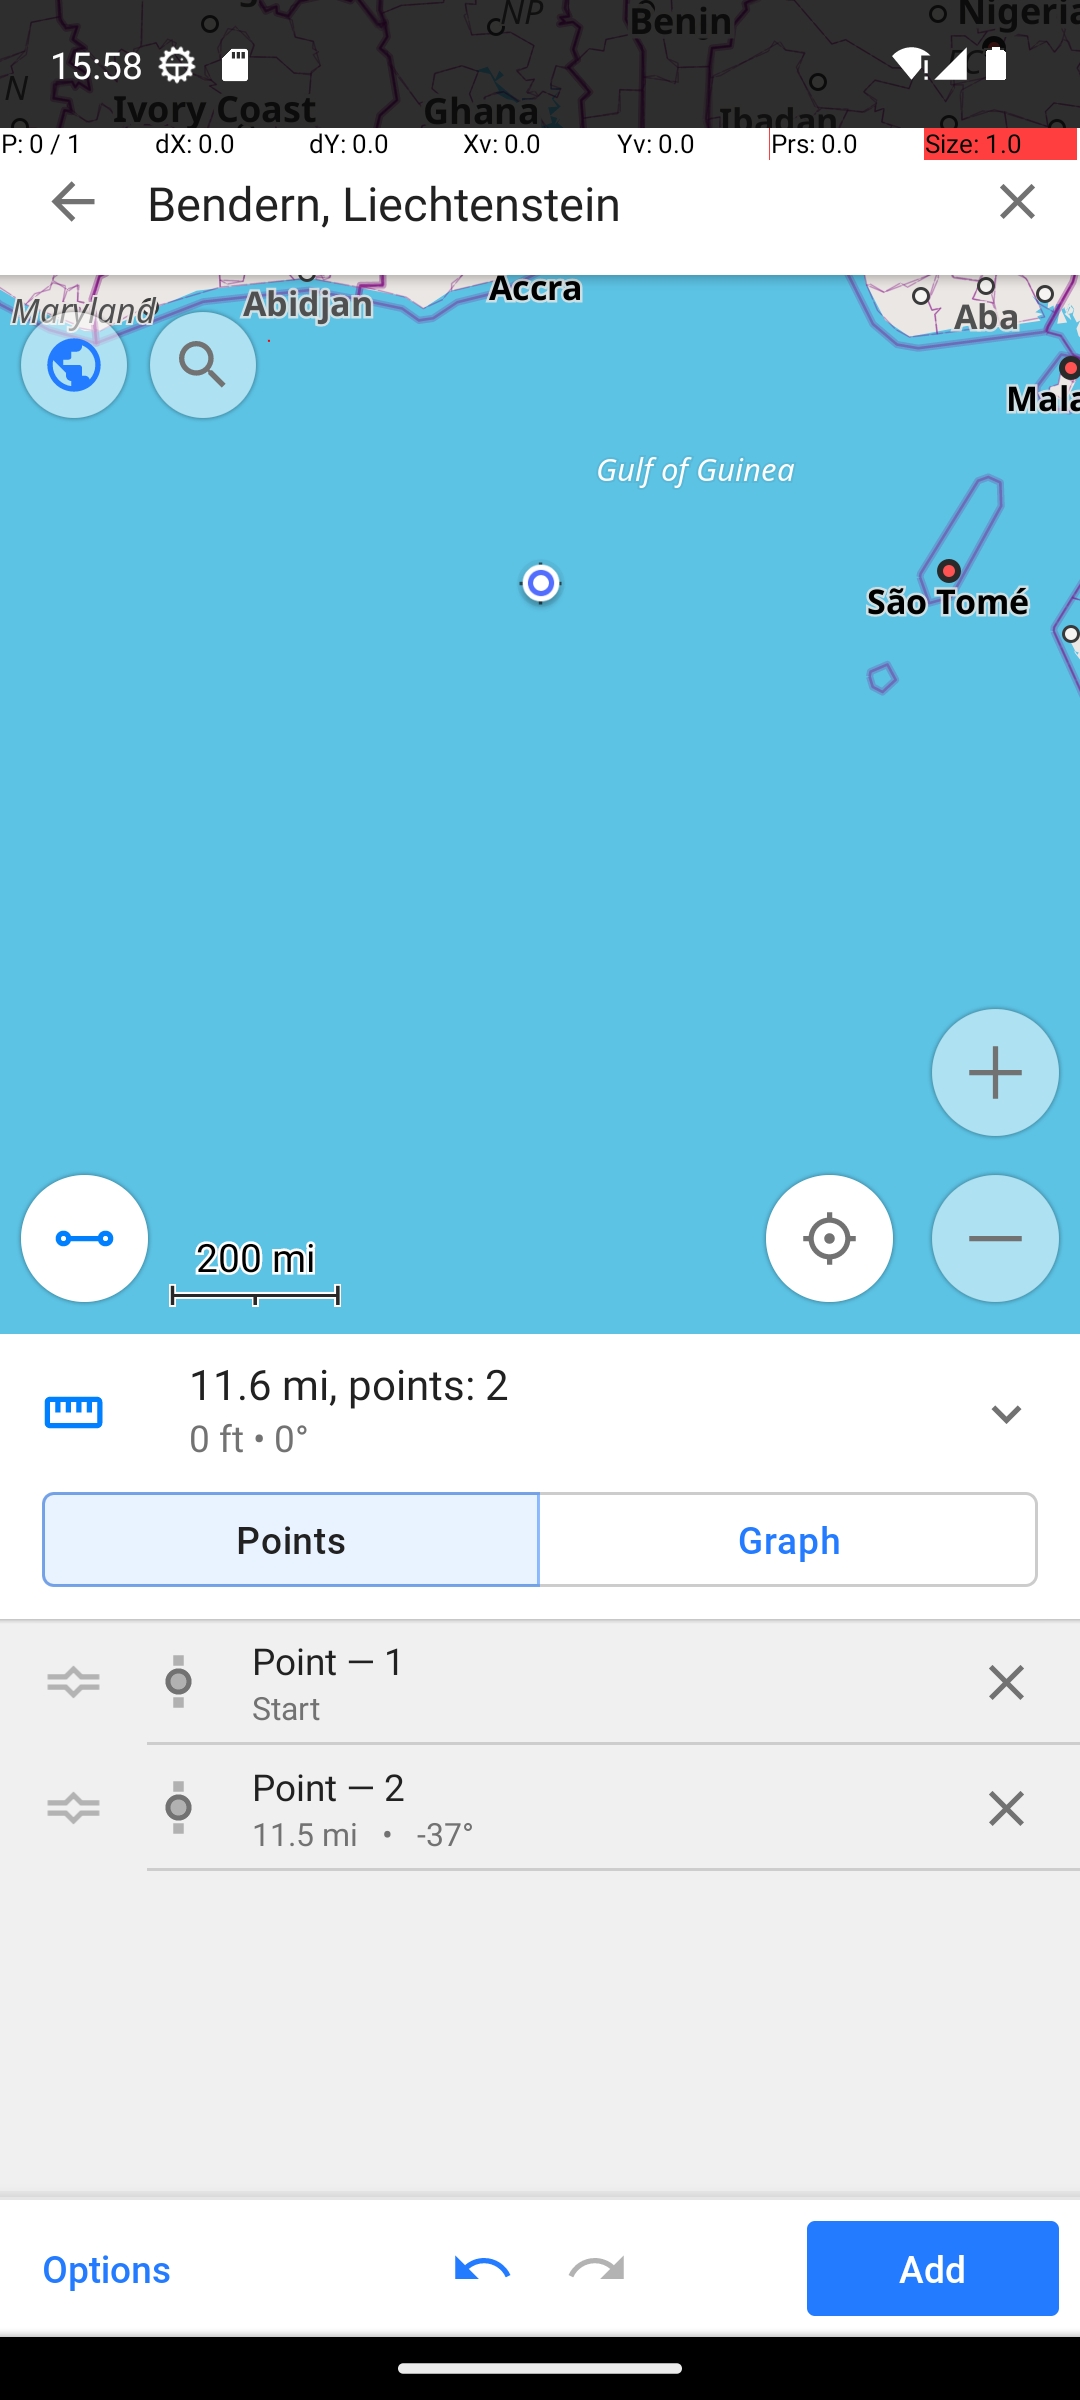 NP
Benin
Nigeria
15:58
N
Ivory Coast
Ghana
Ibadan
P: 0 / 1
dX: 0.0
dY: 0.0
Xv: 0.0
Yv: 0.0
Prs: 0.0
Size: 1.0
Bendern, Liechtenstein
Accra
Maryland
Abidjan
Aba
Mala
Gulf of Guinea
São Tomé
200 mi
11.6 mi, points: 2
0 ft • 0°
Points
Graph
Point — 1
Start
Point — 2
11.5 mi • -37°
Options
Add